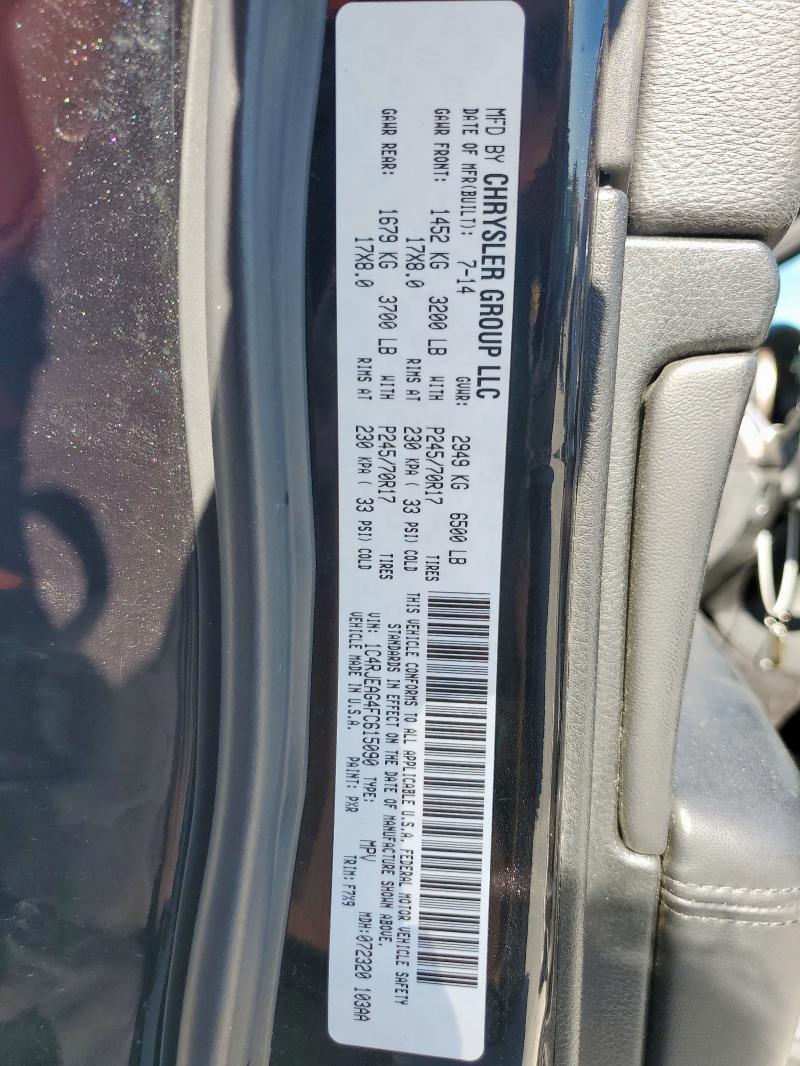 MFD BY CHRYSLER GROUP LLC
DATE OF MFR(BUILT): 7-14 GVWR: 2949 KG 6500 LB
GAWR FRONT: 1452 KG 3200 LB WITH P245/70R17 TIRES
17X8.0 RIMS AT 230 KPA ( 33 PSI) COLD
GAWR REAR: 1679 KG 3700 LB WITH P245/70R17 TIRES
17X8.0 RIMS AT 230 KPA ( 33 PSI) COLD
THIS VEHICLE CONFORMS TO ALL APPLICABLE U.S.A. FEDERAL MOTOR VEHICLE SAFETY
STANDARDS IN EFFECT ON THE DATE OF MANUFACTURE SHOWN ABOVE.
VIN: 1C4RJEAG4FC615090 TYPE: MPV MDH:072320 103AA
VEHICLE MADE IN U.S.A. PAINT: PXR TRIM: F7X9